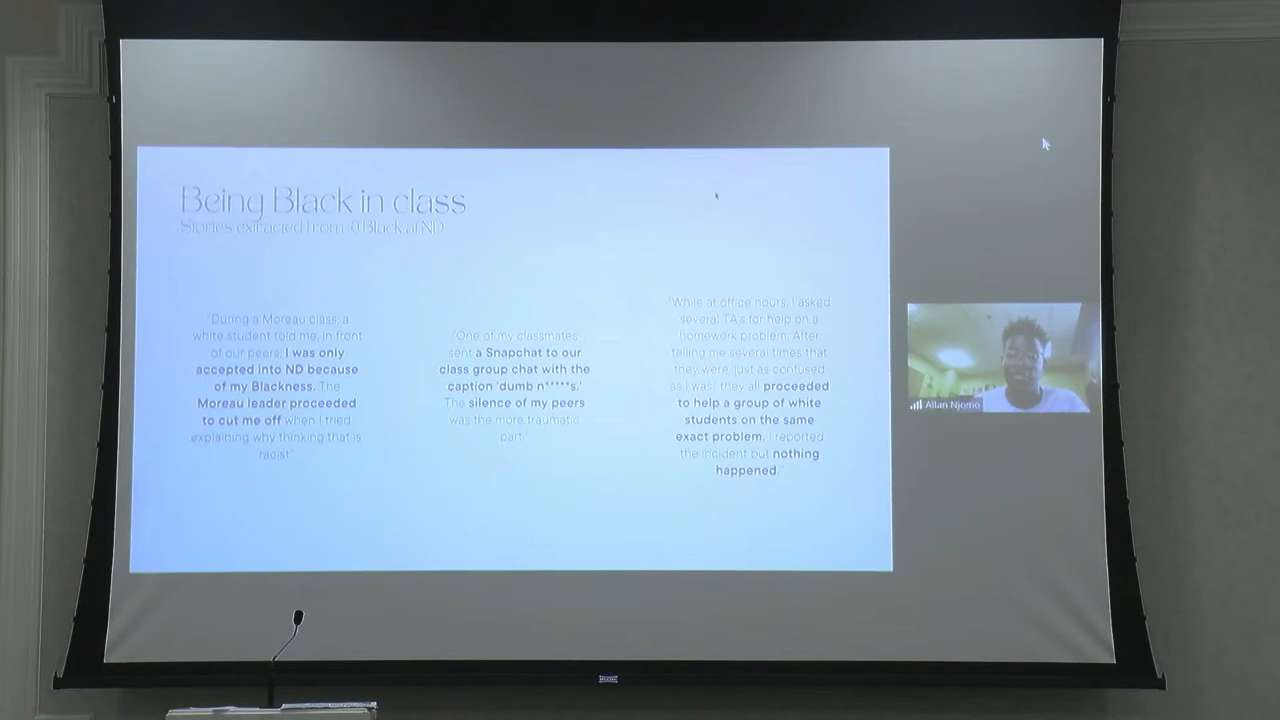 Being Black in class
Stories extracted from @BlackatND
"During a Moreau class, a
white student told me, in front
of our peers, I was only
accepted into ND because
of my Blackness. The
Moreau leader proceeded
to cut me off when I tried
explaining why thinking that is
racist"
"One of my classmates
sent a Snapchat to our
class group chat with the
caption 'dumb n*****s.'
The silence of my peers
was the more traumatic
part."
"While at office hours, I asked
several TA's for help on a
homework problem. After
telling me several times that
they were 'just as confused
as I was,' they all proceeded
to help a group of white
students on the same
exact problem. I reported
the incident but nothing
happened."
Allan Njomo